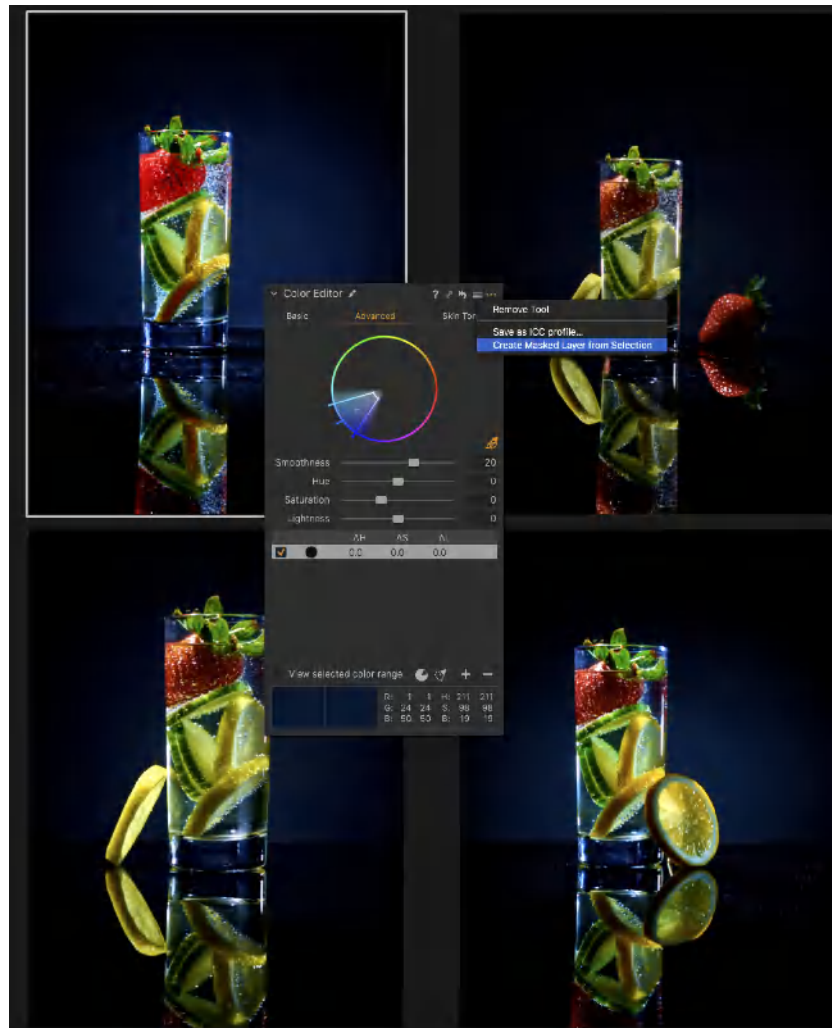 Color Editor ?
Remove Tool
Basic Advanced Skin Ton
Save as ICC profile...
Create Masked Layer from Selection
Smoothness 20
Hue 0
Saturation 0
Lightness 0
ΔH ΔS ΔL
0.0 0.0 0.0
View selected color range
R: 1 1 H: 211 211
G: 24 24 S: 98 98
B: 50 50 B: 19 19